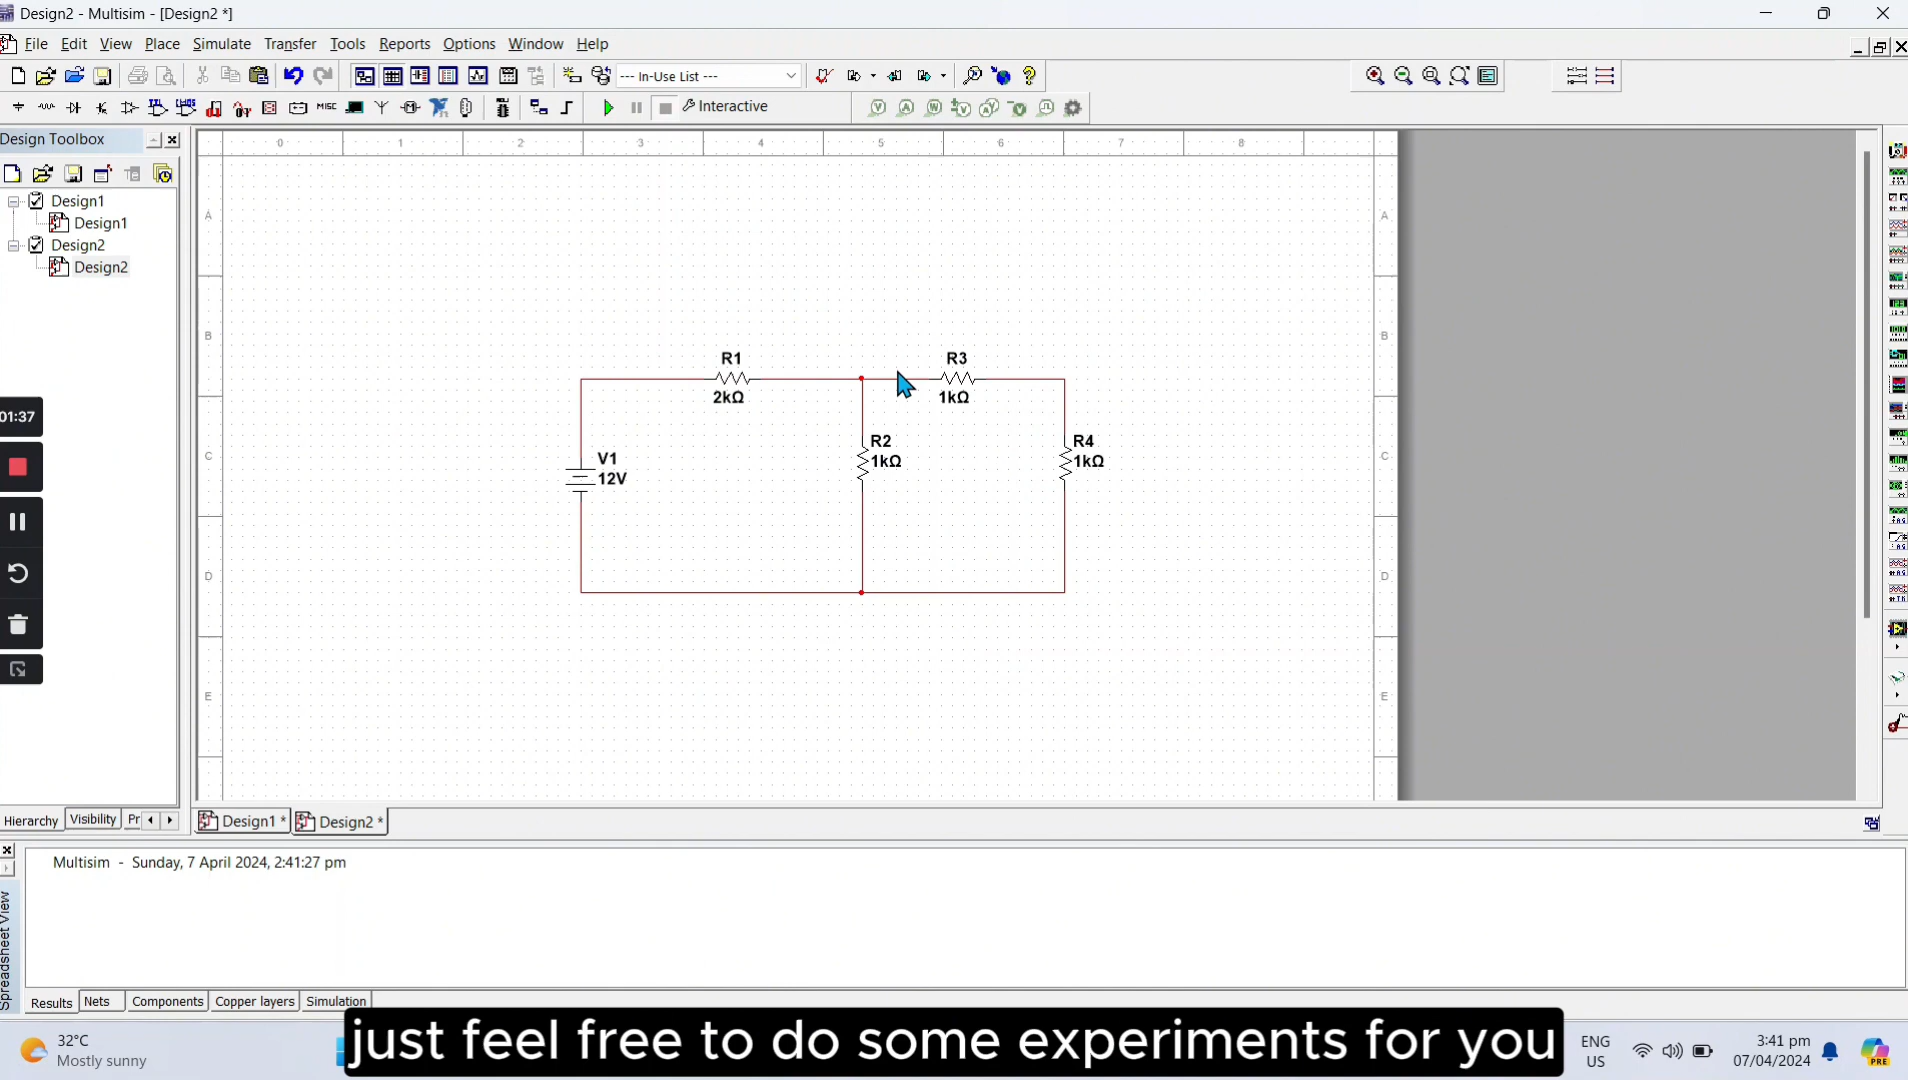 Design2 - Multisim - [Design2 *]
File Edit View Place Simulate Transfer Tools Reports Options Window Help
--- In-Use List ---
MISC
Interactive
Design Toolbox
0 1 2 3 4 5 6 7 8
Design1
Design1
Design2
Design2
A A
B B
C C
D D
E E
R1
2kΩ
R3
1kΩ
R2
1kΩ
R4
1kΩ
V1
12V
01:37
Hierarchy Visibility Pr
Design1 * Design2 *
Multisim - Sunday, 7 April 2024, 2:41:27 pm
Spreadsheet View
Results Nets Components Copper layers Simulation
just feel free to do some experiments for you
32°C
Mostly sunny
ENG
US
3:41 pm
07/04/2024
PRE